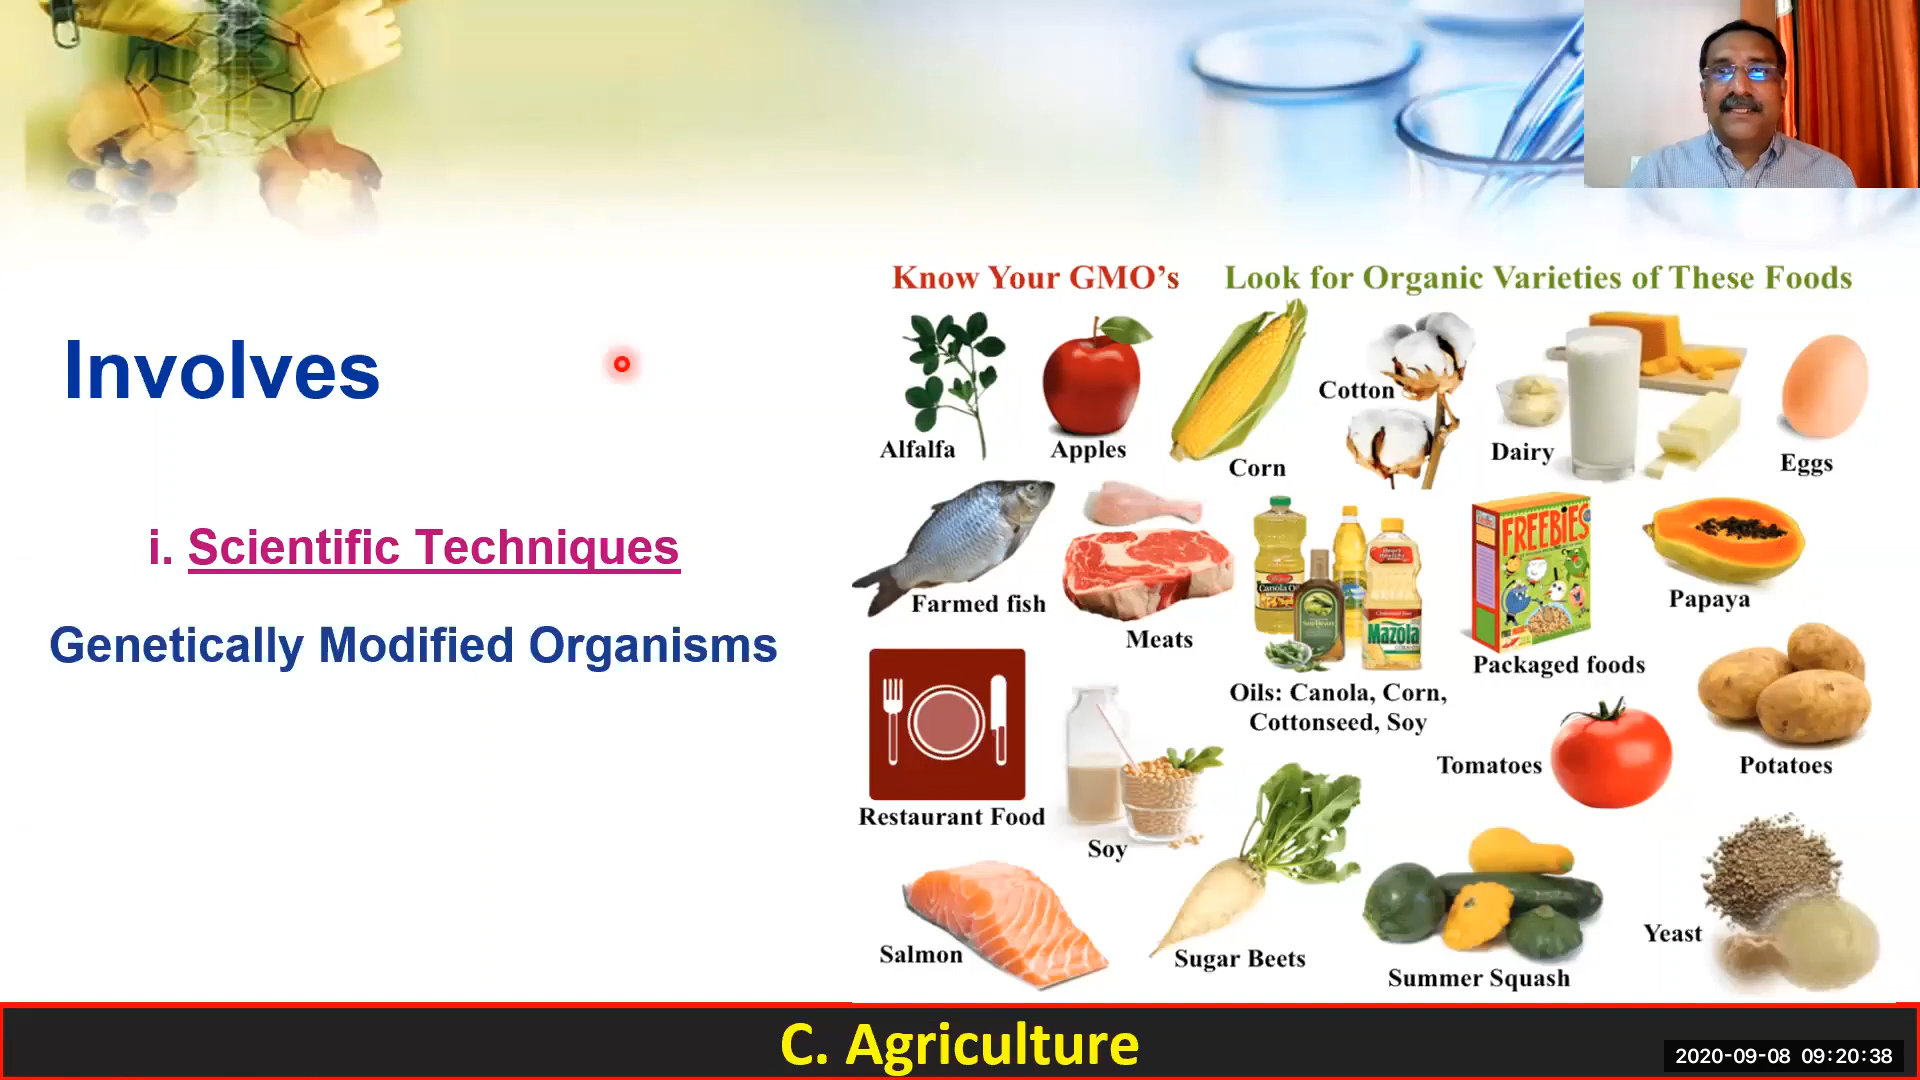 Know Your GMO's
Look for Organic Varieties of These Foods
Involves
i. Scientific Techniques
Genetically Modified Organisms
Alfalfa
Apples
Corn
Cotton
Dairy
Eggs
Farmed fish
Meats
Canola
Mazola
Oils: Canola, Corn,
Cottonseed, Soy
FREEBIES
Packaged foods
Papaya
Restaurant Food
Soy
Tomatoes
Potatoes
Salmon
Sugar Beets
Summer Squash
Yeast
C. Agriculture
2020-09-08 09:20:38